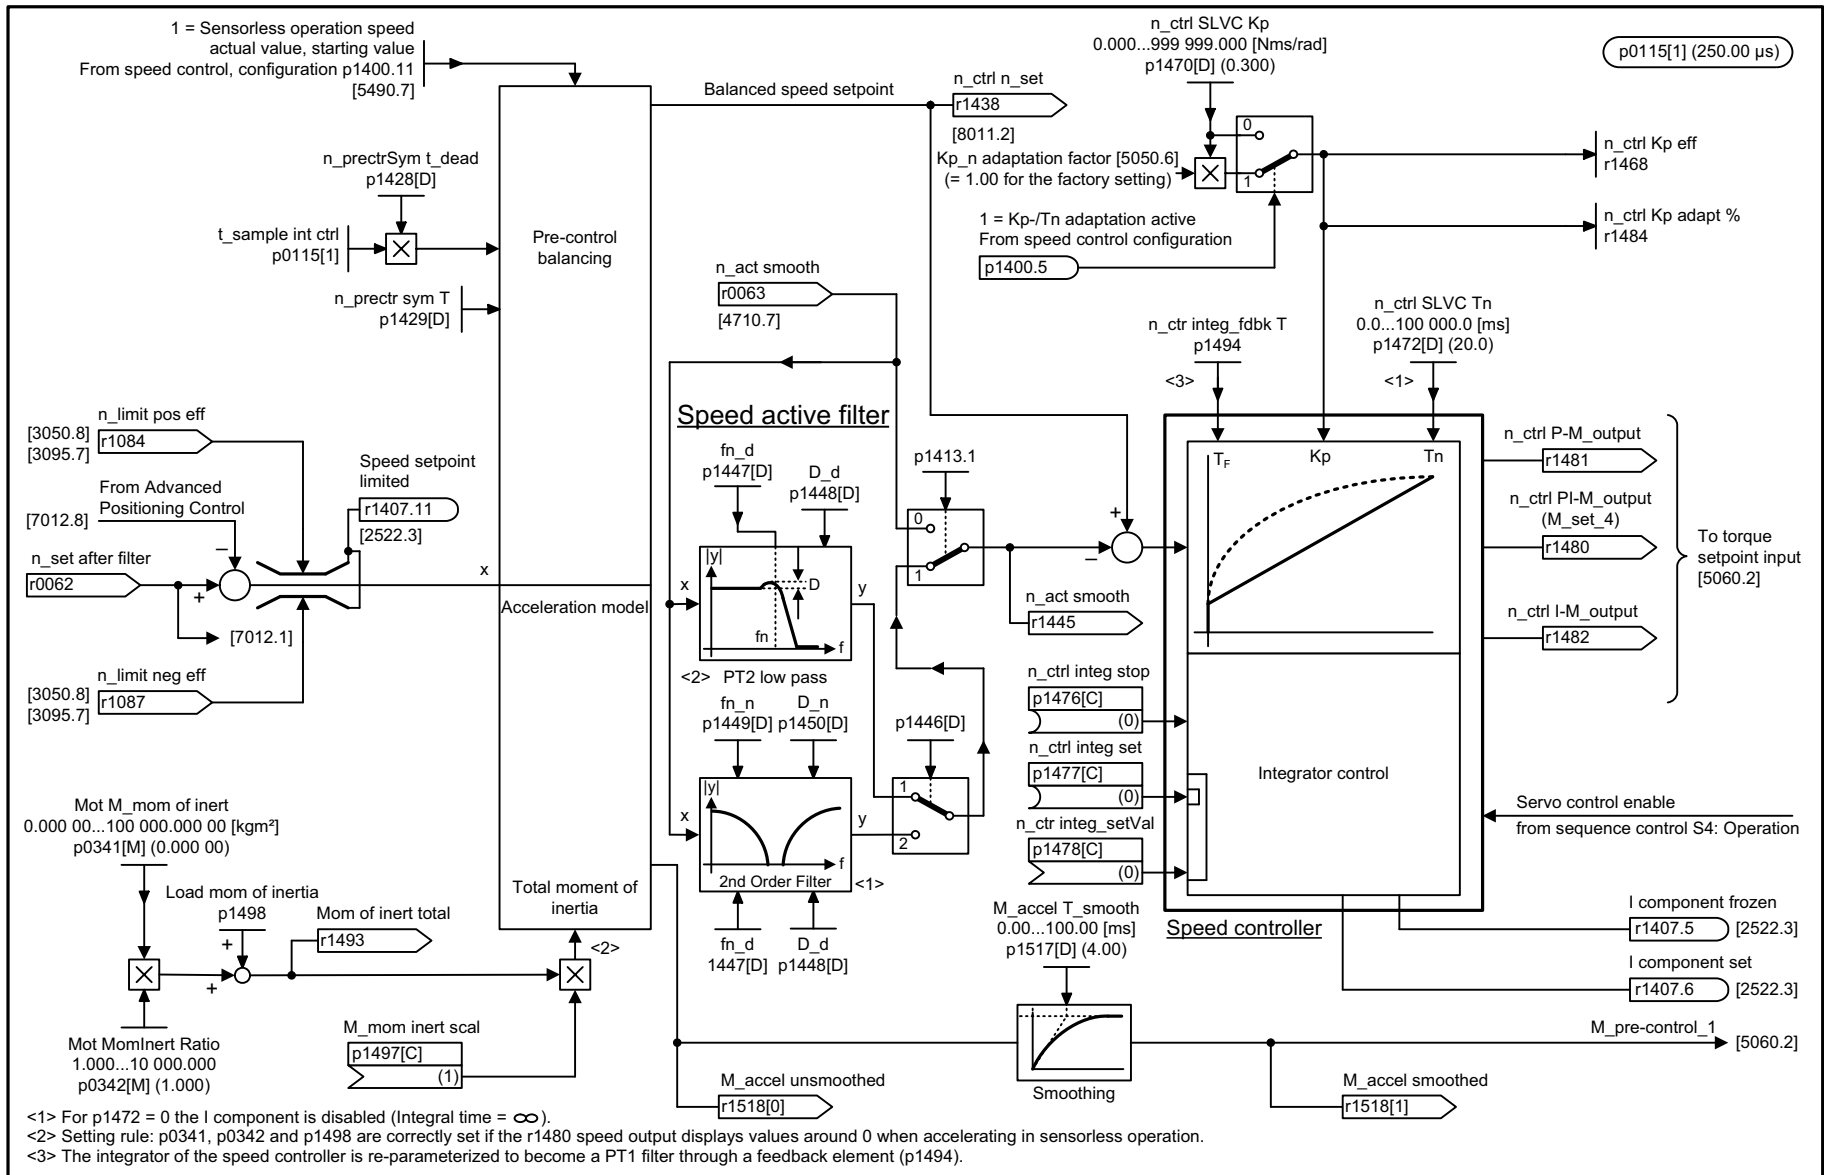 1 = Sensorless operation speed
actual value, starting value
From speed control, configuration p1400.11
[5490.7]
n_prectrSym t_dead
p1428[D]
t_sample int ctrl
p0115[1]
n_prectr sym T
p1429[D]
n_limit pos eff
[3050.8]
r1084
[3095.7]
From Advanced
Positioning Control
[7012.8]
n_set after filter
r0062
[7012.1]
n_limit neg eff
[3050.8]
r1087
[3095.7]
Speed setpoint
limited
r1407.11
[2522.3]
–
+
x
Pre-control
balancing
Acceleration model
Total moment of
inertia
<2>
Mot M_mom of inert
0.000 00...100 000.000 00 [kgm²]
p0341[M] (0.000 00)
Load mom of inertia
p1498
+
+
Mom of inert total
r1493
Mot MomInert Ratio
1.000...10 000.000
p0342[M] (1.000)
M_mom inert scal
p1497[C]
(1)
Balanced speed setpoint
n_ctrl n_set
r1438
[8011.2]
n_act smooth
r0063
[4710.7]
Speed active filter
fn_d
p1447[D]
D_d
p1448[D]
|y|
D
x
y
fn
f
<2> PT2 low pass
fn_n
p1449[D]
D_n
p1450[D]
|y|
x
y
f
2nd Order Filter
<1>
fn_d
1447[D]
D_d
p1448[D]
p1413.1
0
1
p1446[D]
1
2
n_act smooth
r1445
+
–
n_ctrl SLVC Kp
0.000...999 999.000 [Nms/rad]
p1470[D] (0.300)
Kp_n adaptation factor [5050.6]
(= 1.00 for the factory setting)
0
1
1 = Kp-/Tn adaptation active
From speed control configuration
p1400.5
p0115[1] (250.00 µs)
n_ctrl Kp eff
r1468
n_ctrl Kp adapt %
r1484
n_ctr integ_fdbk T
p1494
<3>
n_ctrl SLVC Tn
0.0...100 000.0 [ms]
p1472[D] (20.0)
<1>
TF
Kp
Tn
n_ctrl P-M_output
r1481
n_ctrl PI-M_output
(M_set_4)
r1480
n_ctrl I-M_output
r1482
To torque
setpoint input
[5060.2]
n_ctrl integ stop
p1476[C]
(0)
n_ctrl integ set
p1477[C]
(0)
n_ctr integ_setVal
p1478[C]
(0)
Integrator control
Servo control enable
from sequence control S4: Operation
Speed controller
I component frozen
r1407.5
[2522.3]
I component set
r1407.6
[2522.3]
M_accel T_smooth
0.00...100.00 [ms]
p1517[D] (4.00)
Smoothing
M_pre-control_1
[5060.2]
M_accel unsmoothed
r1518[0]
M_accel smoothed
r1518[1]
<1> For p1472 = 0 the I component is disabled (Integral time = ∞).
<2> Setting rule: p0341, p0342 and p1498 are correctly set if the r1480 speed output displays values around 0 when accelerating in sensorless operation.
<3> The integrator of the speed controller is re-parameterized to become a PT1 filter through a feedback element (p1494).